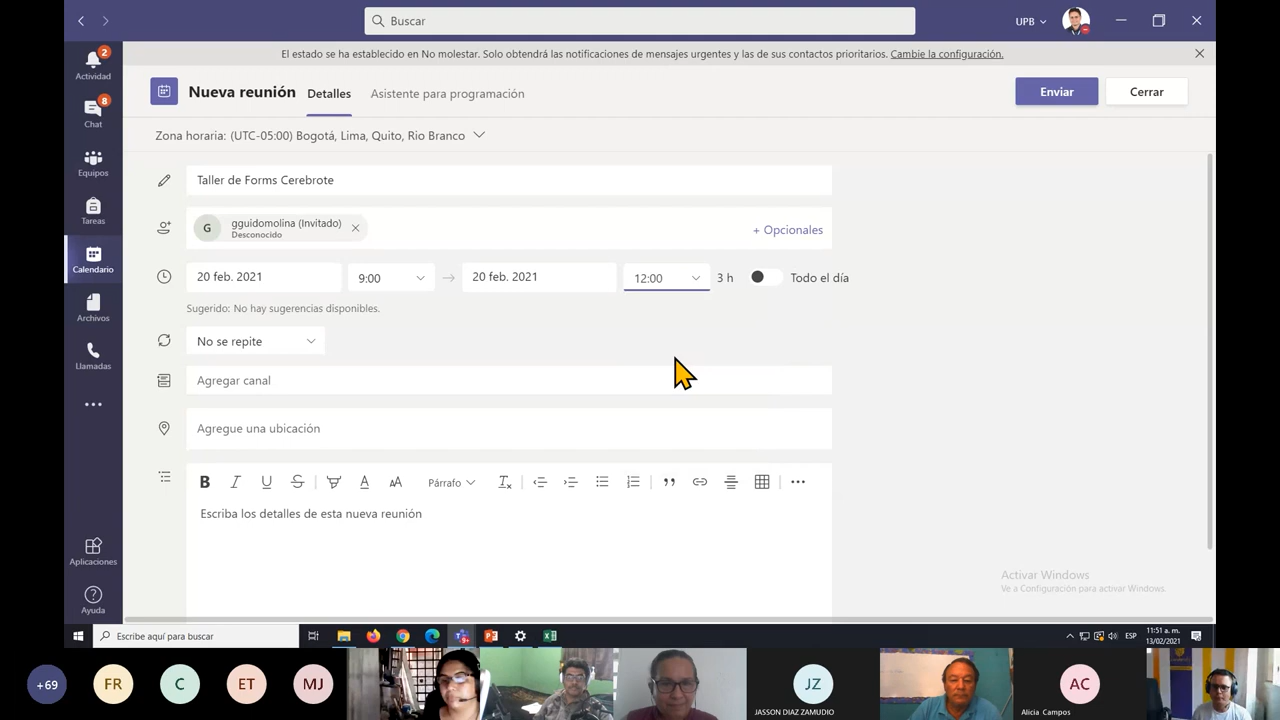 Buscar
UPB
El estado se ha establecido en No molestar. Solo obtendrá las notificaciones de mensajes urgentes y las de sus contactos prioritarios. Cambie la configuración.
2
Actividad
8
Chat
Equipos
Tareas
Calendario
Archivos
Llamadas
Aplicaciones
Ayuda
Nueva reunión
Detalles
Asistente para programación
Enviar
Cerrar
Zona horaria: (UTC-05:00) Bogotá, Lima, Quito, Rio Branco
Taller de Forms Cerebrote
G
gguidomolina (Invitado)
Desconocido
+ Opcionales
20 feb. 2021
9:00
20 feb. 2021
12:00
3 h
Todo el día
Sugerido: No hay sugerencias disponibles.
No se repite
Agregar canal
Agregue una ubicación
Párrafo
Escriba los detalles de esta nueva reunión
Activar Windows
Ve a Configuración para activar Windows.
Escribe aquí para buscar
ESP
11:51 a. m.
13/02/2021
+69
FR
C
ET
MJ
JZ
JASSON DIAZ ZAMUDIO
AC
Alicia Campos